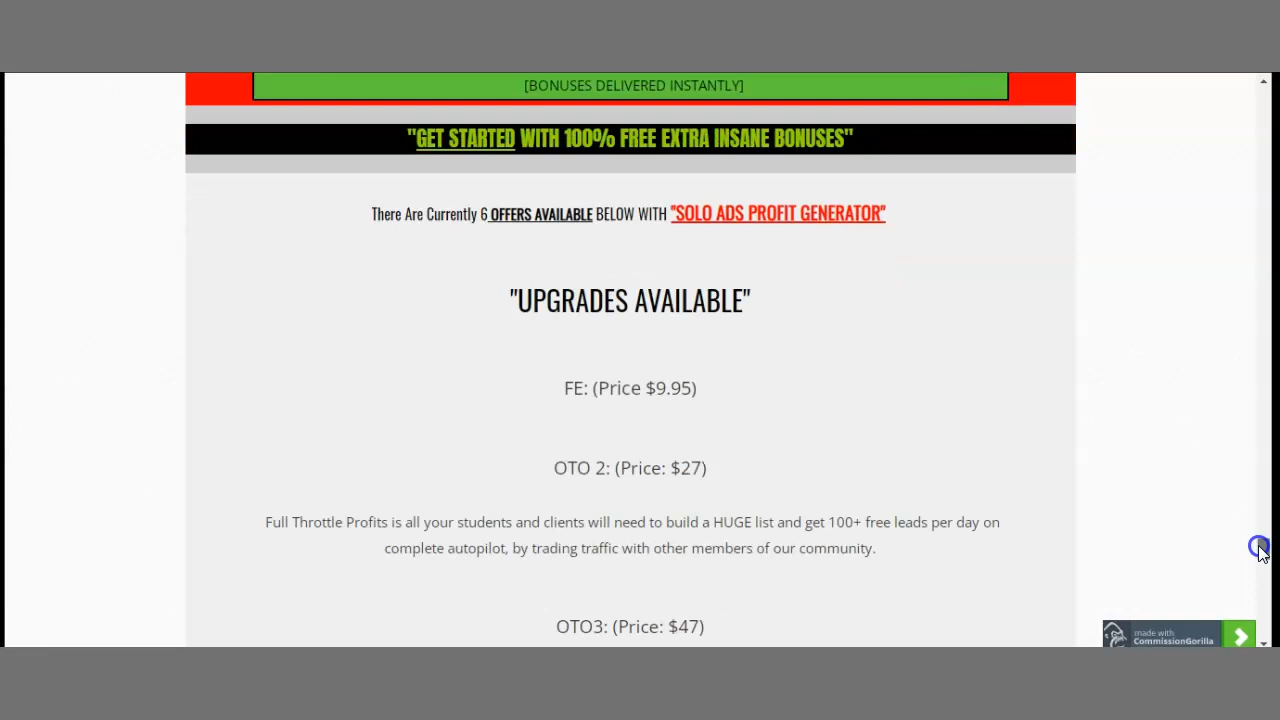 [BONUSES DELIVERED INSTANTLY]
"GET STARTED WITH 100% FREE EXTRA INSANE BONUSES"
There Are Currently 6 OFFERS AVAILABLE BELOW WITH "SOLO ADS PROFIT GENERATOR"
"UPGRADES AVAILABLE"
FE: (Price $9.95)
OTO 2: (Price: $27)
Full Throttle Profits is all your students and clients will need to build a HUGE list and get 100+ free leads per day on
complete autopilot, by trading traffic with other members of our community.
OTO3: (Price: $47)
made with
CommissionGorilla